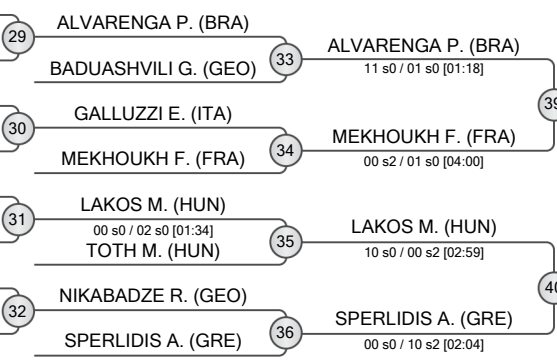 ALVARENGA P. (BRA)
29
BADUASHVILI G. (GEO)
33
ALVARENGA P. (BRA)
11 s0 / 01 s0 [01:18]
GALLUZZI E. (ITA)
30
MEKHOUKH F. (FRA)
34
MEKHOUKH F. (FRA)
00 s2 / 01 s0 [04:00]
39
LAKOS M. (HUN)
31
00 s0 / 02 s0 [01:34]
TOTH M. (HUN)
35
LAKOS M. (HUN)
10 s0 / 00 s2 [02:59]
NIKABADZE R. (GEO)
32
SPERLIDIS A. (GRE)
36
SPERLIDIS A. (GRE)
00 s0 / 10 s2 [02:04]
40